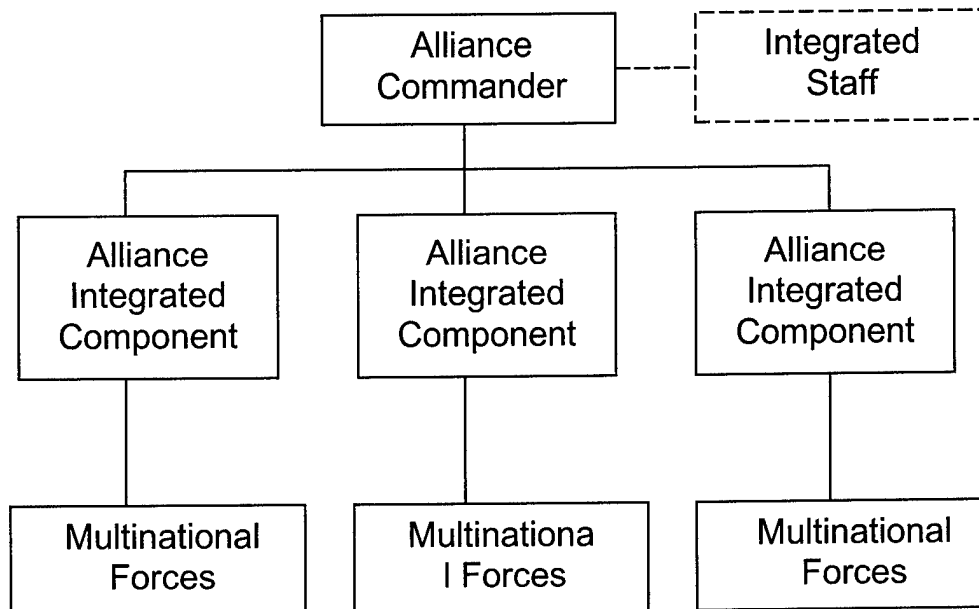 Alliance
Commander
Integrated
Staff
Alliance
Integrated
Component
Alliance
Integrated
Component
Alliance
Integrated
Component
Multinational
Forces
Multinationa
l Forces
Multinational
Forces